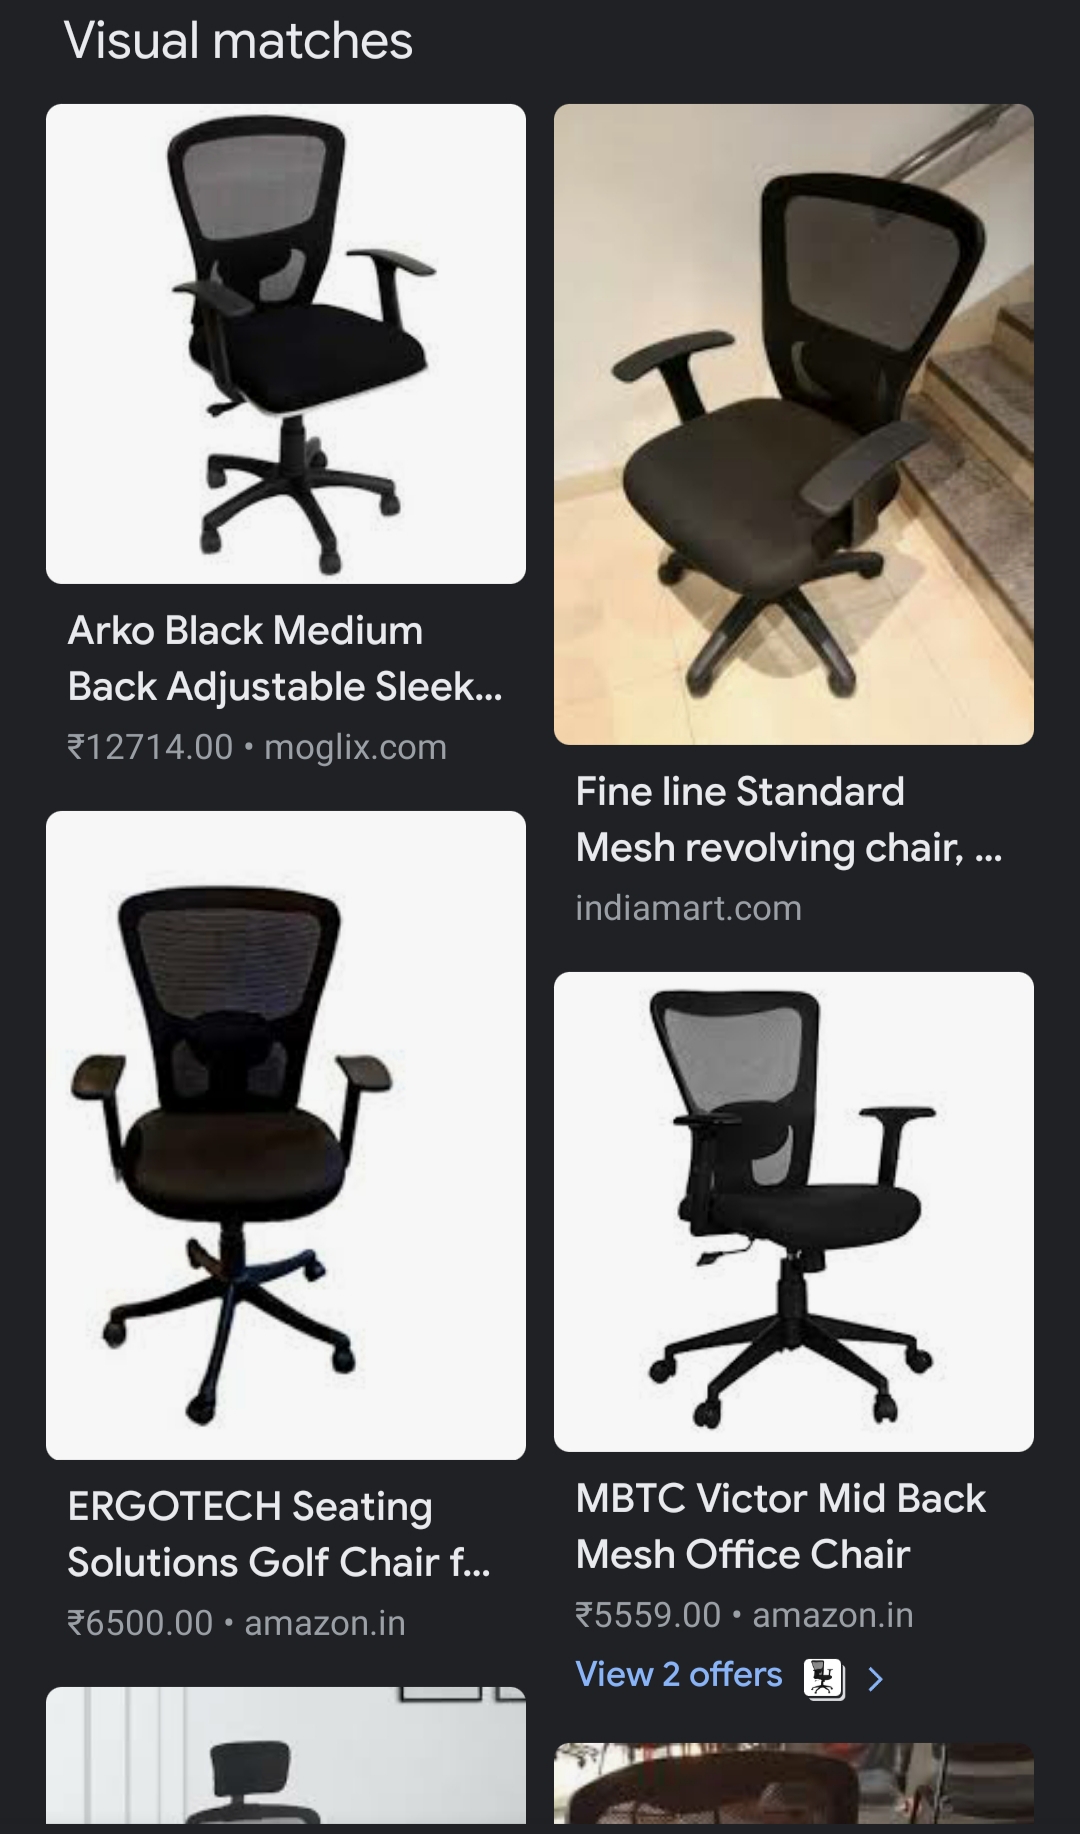 Visual matches
Arko Black Medium
Back Adjustable Sleek...
₹12714.00 • moglix.com
Fine line Standard
Mesh revolving chair, ...
indiamart.com
ERGOTECH Seating
Solutions Golf Chair f...
₹6500.00 • amazon.in
MBTC Victor Mid Back
Mesh Office Chair
₹5559.00 • amazon.in
View 2 offers